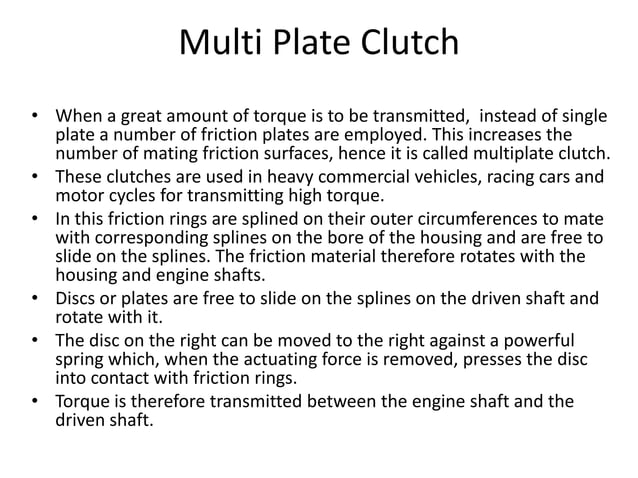 Multi Plate Clutch
• When a great amount of torque is to be transmitted,  instead of single
plate a number of friction plates are employed. This increases the
number of mating friction surfaces, hence it is called multiplate clutch.
• These clutches are used in heavy commercial vehicles, racing cars and
motor cycles for transmitting high torque.
• In this friction rings are splined on their outer circumferences to mate
with corresponding splines on the bore of the housing and are free to
slide on the splines. The friction material therefore rotates with the
housing and engine shafts.
• Discs or plates are free to slide on the splines on the driven shaft and
rotate with it.
• The disc on the right can be moved to the right against a powerful
spring which, when the actuating force is removed, presses the disc
into contact with friction rings.
• Torque is therefore transmitted between the engine shaft and the
driven shaft.